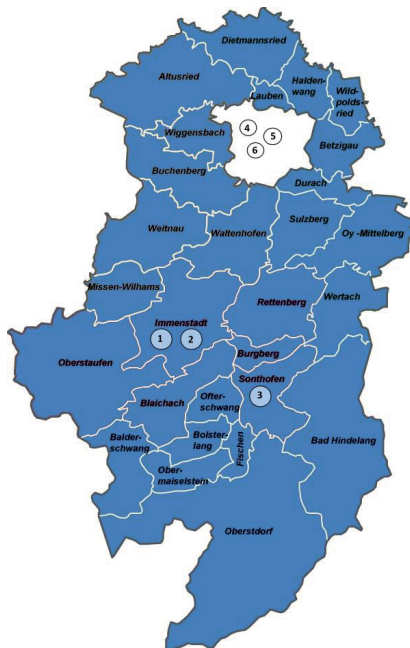 Dietmannsried
Altusried
Halden-
wang
Wild-
polds-
ried
Lauben
4
5
6
Wiggensbach
Betzigau
Buchenberg
Durach
Sulzberg
Weitnau
Waltenhofen
Oy -Mittelberg
Missen-Wilhams
Rettenberg
Wertach
Immenstadt
1
2
Oberstaufen
Burgberg
Sonthofen
3
Blaichach
Ofter-
schwang
Balder-
schwang
Bolster-
lang
Fischen
Bad Hindelang
Ober-
maiselstein
Oberstdorf